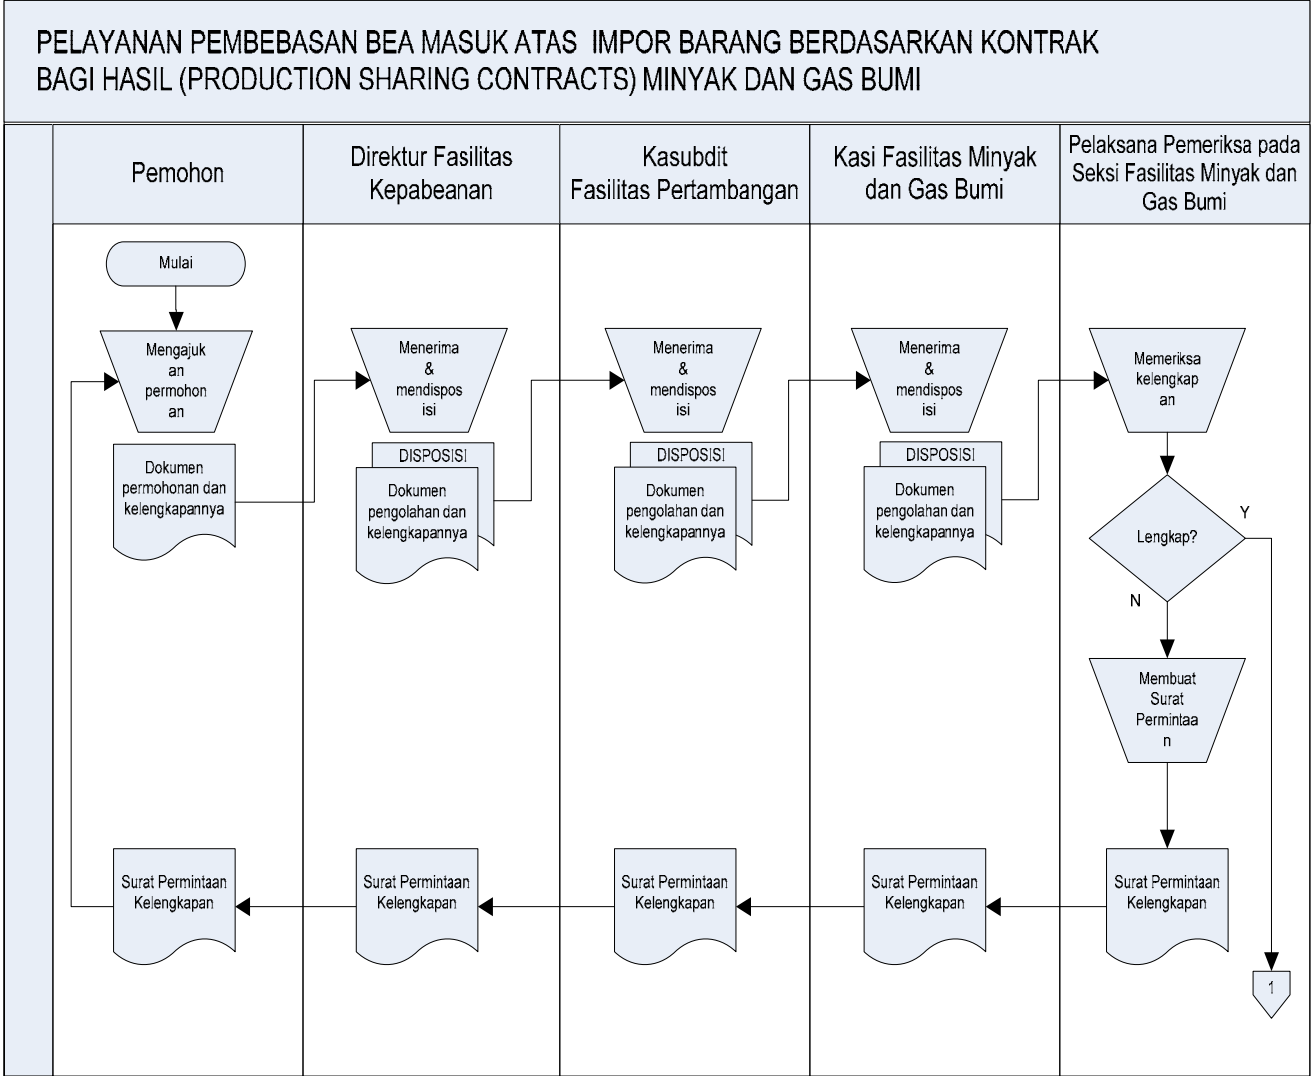 PELAYANAN PEMBEBASAN BEA MASUK ATAS IMPOR BARANG BERDASARKAN KONTRAK
BAGI HASIL (PRODUCTION SHARING CONTRACTS) MINYAK DAN GAS BUMI
Pemohon
Direktur Fasilitas
Kepabeanan
Kasubdit
Fasilitas Pertambangan
Kasi Fasilitas Minyak
dan Gas Bumi
Pelaksana Pemeriksa pada
Seksi Fasilitas Minyak dan
Gas Bumi
Mulai
Mengajuk
an
permohon
an
Menerima
&
mendispos
isi
Menerima
&
mendispos
isi
Menerima
&
mendispos
isi
Memeriksa
kelengkap
an
Dokumen
permohonan dan
kelengkapannya
DISPOSISI
Dokumen
pengolahan dan
kelengkapannya
DISPOSISI
Dokumen
pengolahan dan
kelengkapannya
DISPOSISI
Dokumen
pengolahan dan
kelengkapannya
Lengkap?
Y
N
Membuat
Surat
Permintaa
n
Surat Permintaan
Kelengkapan
Surat Permintaan
Kelengkapan
Surat Permintaan
Kelengkapan
Surat Permintaan
Kelengkapan
Surat Permintaan
Kelengkapan
1